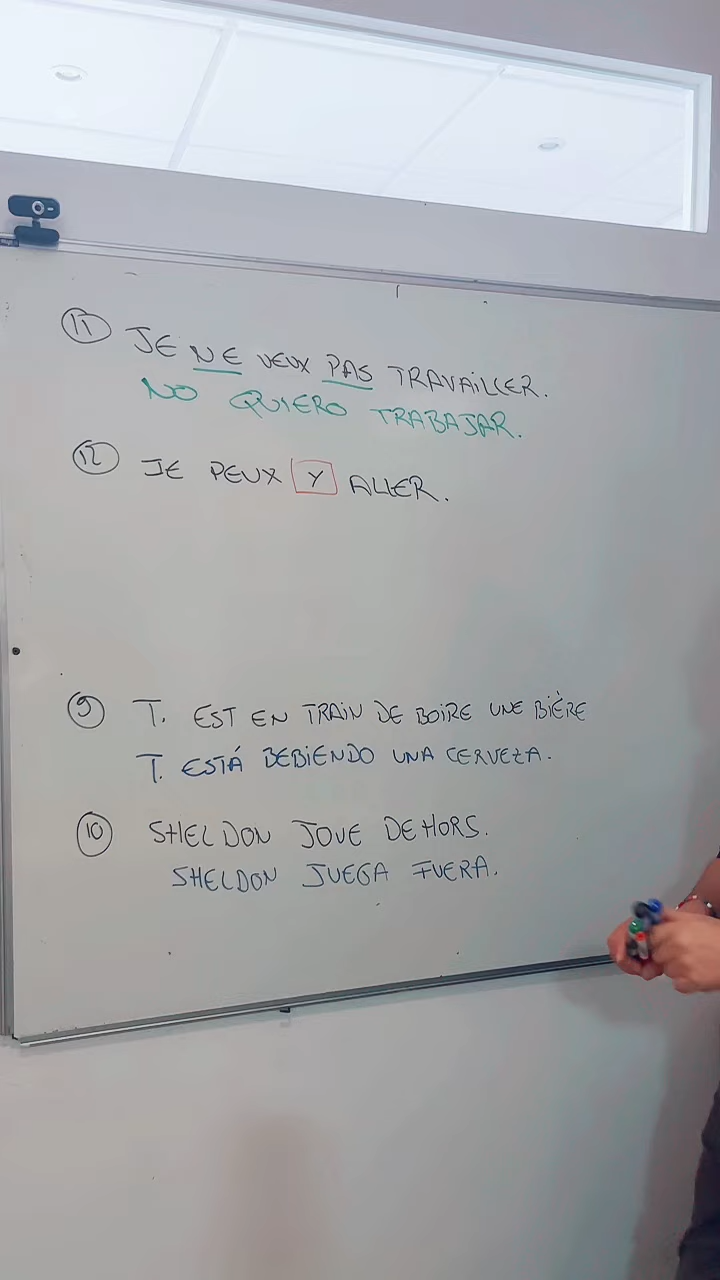 11 JE NE VEUX PAS TRAVAILLER.
NO QUIERO TRABAJAR.
12 JE PEUX Y ALLER.
9 T. EST EN TRAIN DE BOIRE UNE BIÈRE
T. ESTÁ BEBIENDO UNA CERVEZA.
10 SHELDON JOUE DEHORS.
SHELDON JUEGA FUERA.